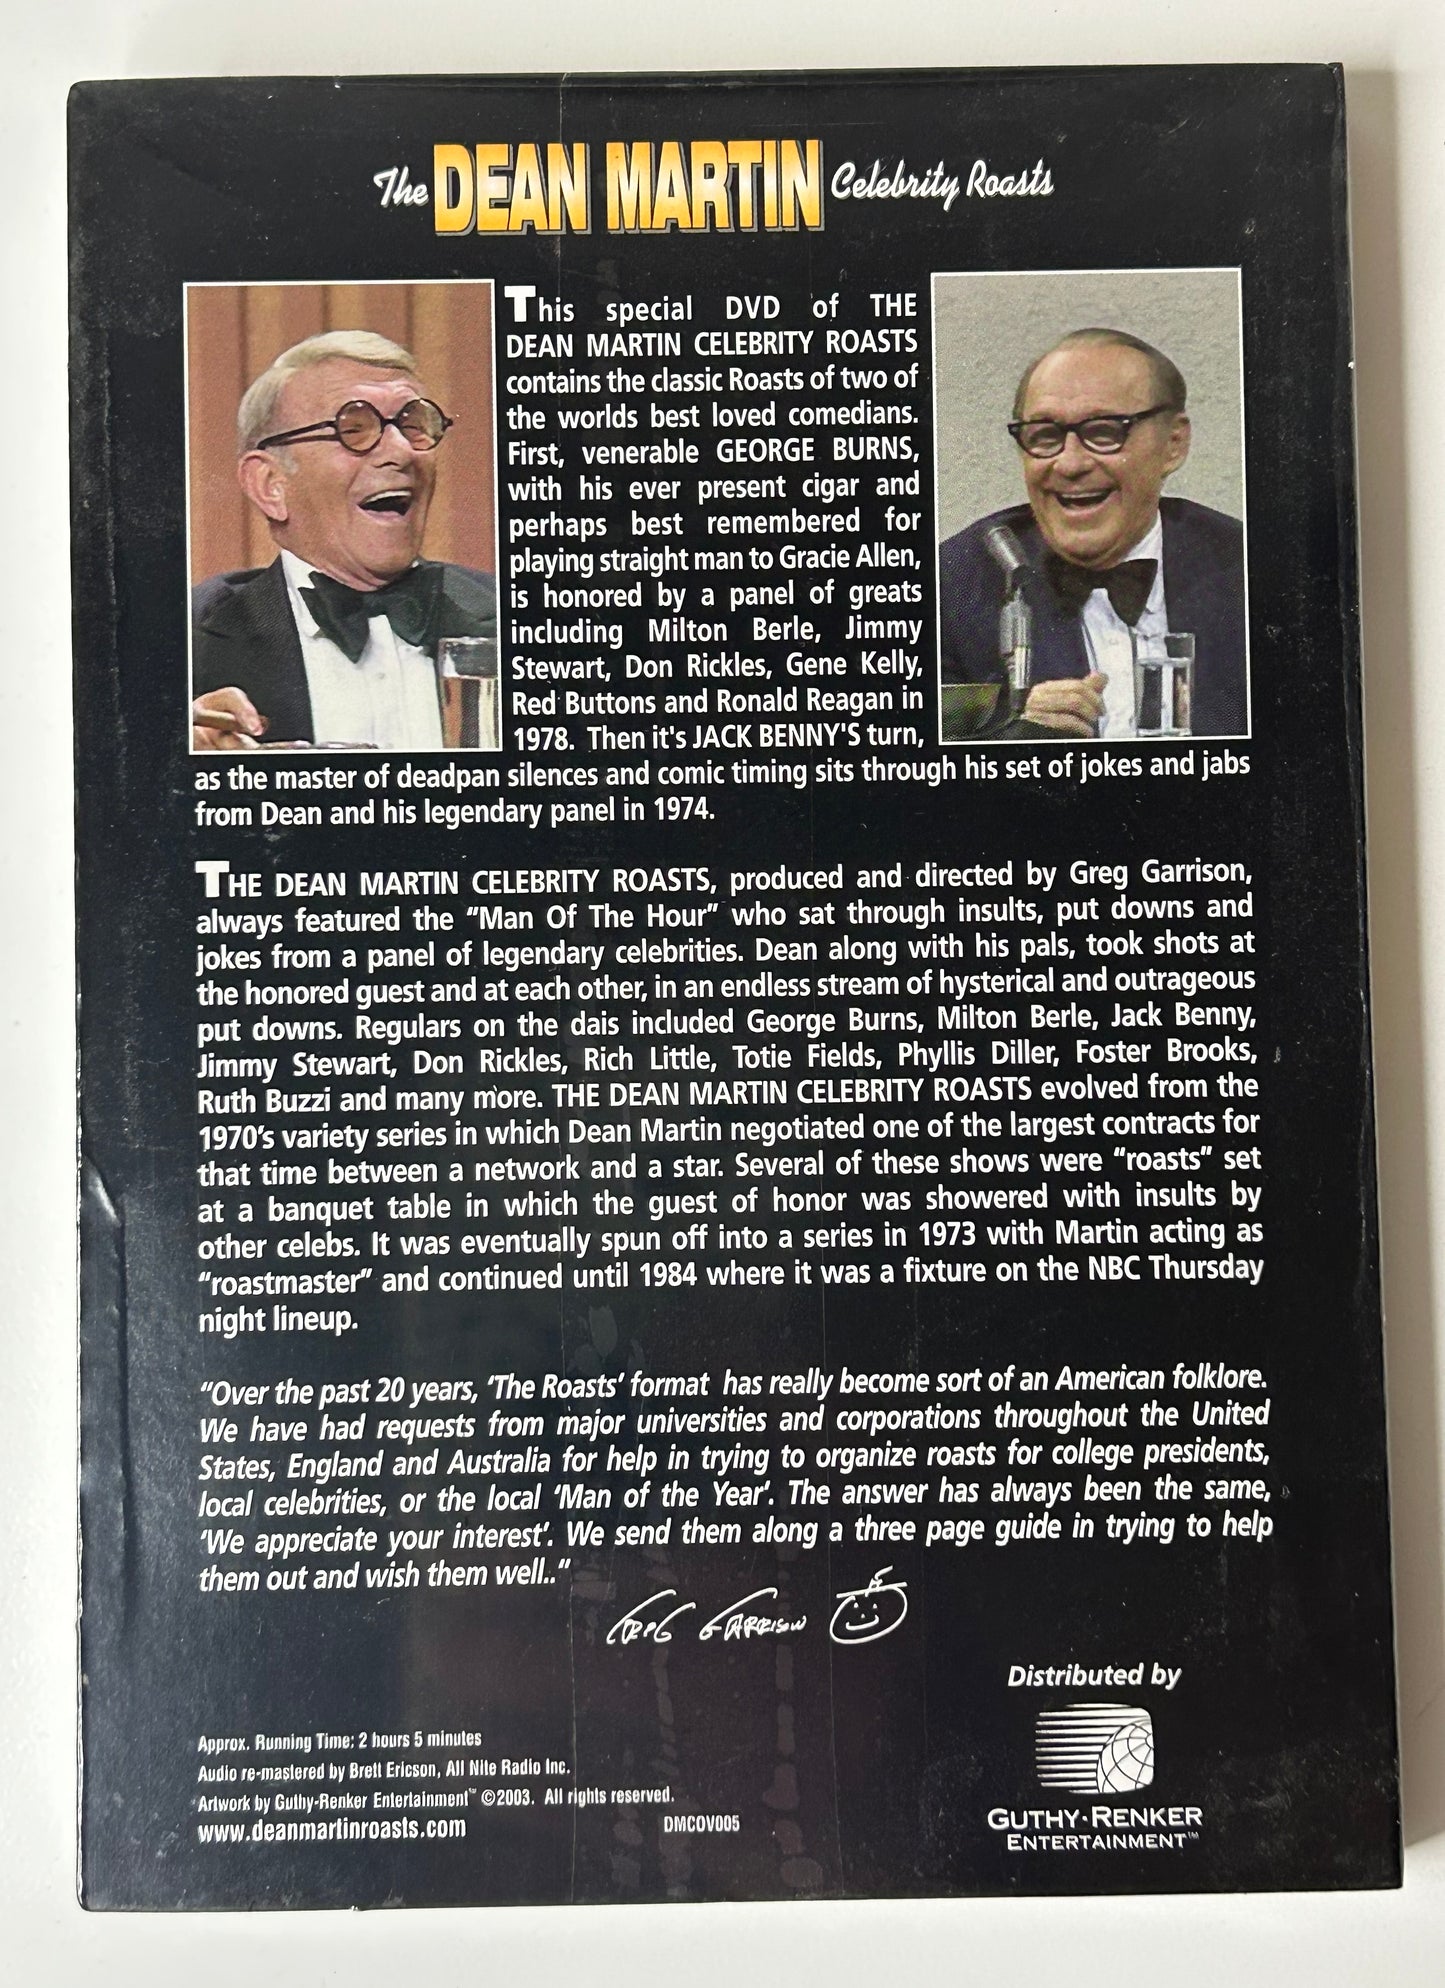 The DEAN MARTIN Celebrity Roasts
This special DVD of THE
DEAN MARTIN CELEBRITY ROASTS
contains the classic Roasts of two of
the worlds best loved comedians.
First, venerable GEORGE BURNS,
with his ever present cigar and
perhaps best remembered for
playing straight man to Gracie Allen,
is honored by a panel of greats
including Milton Berle, Jimmy
Stewart, Don Rickles, Gene Kelly,
Red Buttons and Ronald Reagan in
1978. Then it's JACK BENNY'S turn,
as the master of deadpan silences and comic timing sits through his set of jokes and jabs
from Dean and his legendary panel in 1974.
THE DEAN MARTIN CELEBRITY ROASTS, produced and directed by Greg Garrison,
always featured the "Man Of The Hour" who sat through insults, put downs and
jokes from a panel of legendary celebrities. Dean along with his pals, took shots at
the honored guest and at each other, in an endless stream of hysterical and outrageous
put downs. Regulars on the dais included George Burns, Milton Berle, Jack Benny,
Jimmy Stewart, Don Rickles, Rich Little, Totie Fields, Phyllis Diller, Foster Brooks,
Ruth Buzzi and many more. THE DEAN MARTIN CELEBRITY ROASTS evolved from the
1970's variety series in which Dean Martin negotiated one of the largest contracts for
that time between a network and a star. Several of these shows were "roasts" set
at a banquet table in which the guest of honor was showered with insults by
other celebs. It was eventually spun off into a series in 1973 with Martin acting as
"roastmaster" and continued until 1984 where it was a fixture on the NBC Thursday
night lineup.
"Over the past 20 years, 'The Roasts' format has really become sort of an American folklore.
We have had requests from major universities and corporations throughout the United
States, England and Australia for help in trying to organize roasts for college presidents,
local celebrities, or the local 'Man of the Year'. The answer has always been the same,
'We appreciate your interest'. We send them along a three page guide in trying to help
them out and wish them well.."
GREG GARRISON
Distributed by
GUTHY-RENKER
ENTERTAINMENT™
Approx. Running Time: 2 hours 5 minutes
Audio re-mastered by Brett Ericson, All Nite Radio Inc.
Artwork by Guthy-Renker Entertainment™ ©2003. All rights reserved.
www.deanmartinroasts.com
DMCOV005